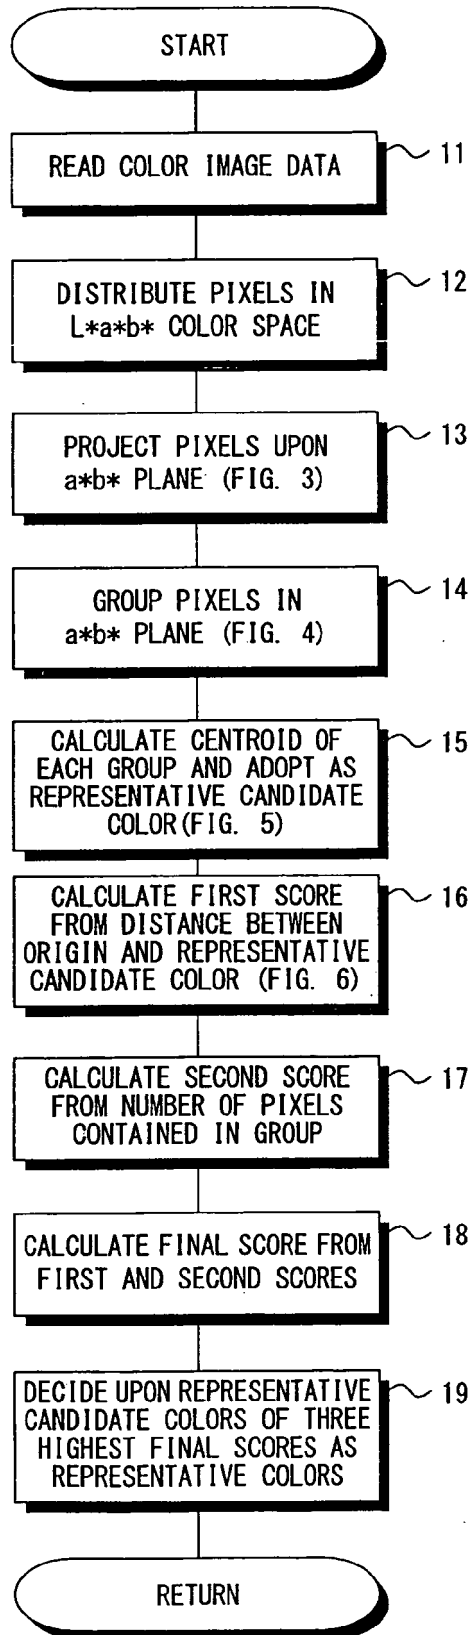 START
READ COLOR IMAGE DATA
11
DISTRIBUTE PIXELS IN
L*a*b* COLOR SPACE
12
PROJECT PIXELS UPON
a*b* PLANE (FIG. 3)
13
GROUP PIXELS IN
a*b* PLANE (FIG. 4)
14
CALCULATE CENTROID OF
EACH GROUP AND ADOPT AS
REPRESENTATIVE CANDIDATE
COLOR(FIG. 5)
15
CALCULATE FIRST SCORE
FROM DISTANCE BETWEEN
ORIGIN AND REPRESENTATIVE
CANDIDATE COLOR (FIG. 6)
16
CALCULATE SECOND SCORE
FROM NUMBER OF PIXELS
CONTAINED IN GROUP
17
CALCULATE FINAL SCORE FROM
FIRST AND SECOND SCORES
18
DECIDE UPON REPRESENTATIVE
CANDIDATE COLORS OF THREE
HIGHEST FINAL SCORES AS
REPRESENTATIVE COLORS
19
RETURN